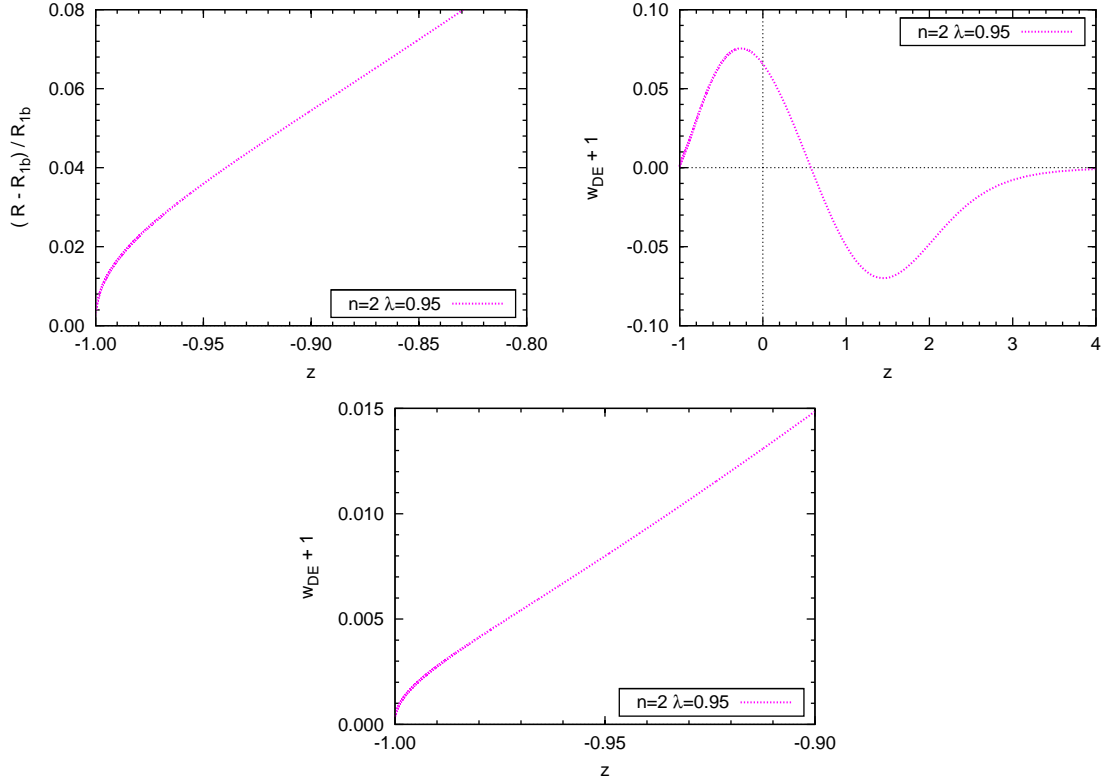 0.08
0.06
0.04
0.02
0.00
( R - R1b) / R1b
n=2 λ=0.95
-1.00 -0.95 -0.90 -0.85 -0.80
z
0.10
0.05
0.00
-0.05
-0.10
wDE + 1
n=2 λ=0.95
-1 0 1 2 3 4
z
0.015
0.010
0.005
0.000
wDE + 1
n=2 λ=0.95
-1.00 -0.95 -0.90
z